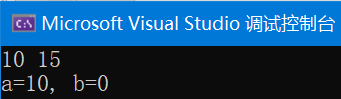 Microsoft Visual Studio 调试控制台
10 15
a=10, b=0